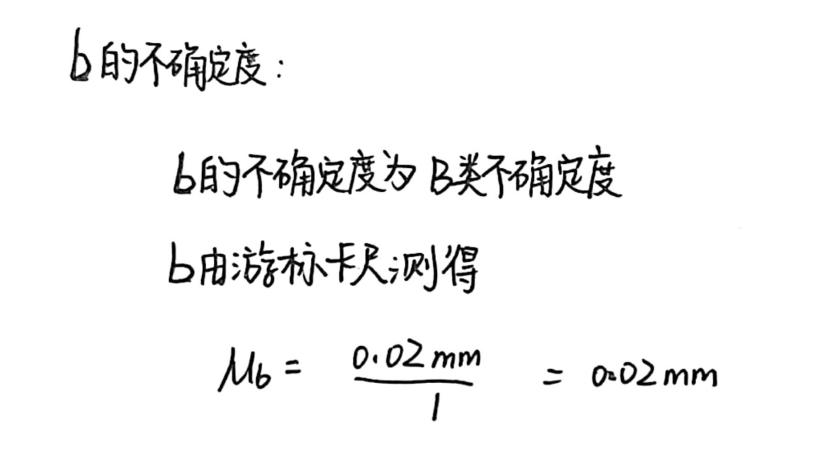 b的不确定度:
b的不确定度为B类不确定度
b由游标卡尺测得
μb = 0.02mm / 1 = 0.02mm